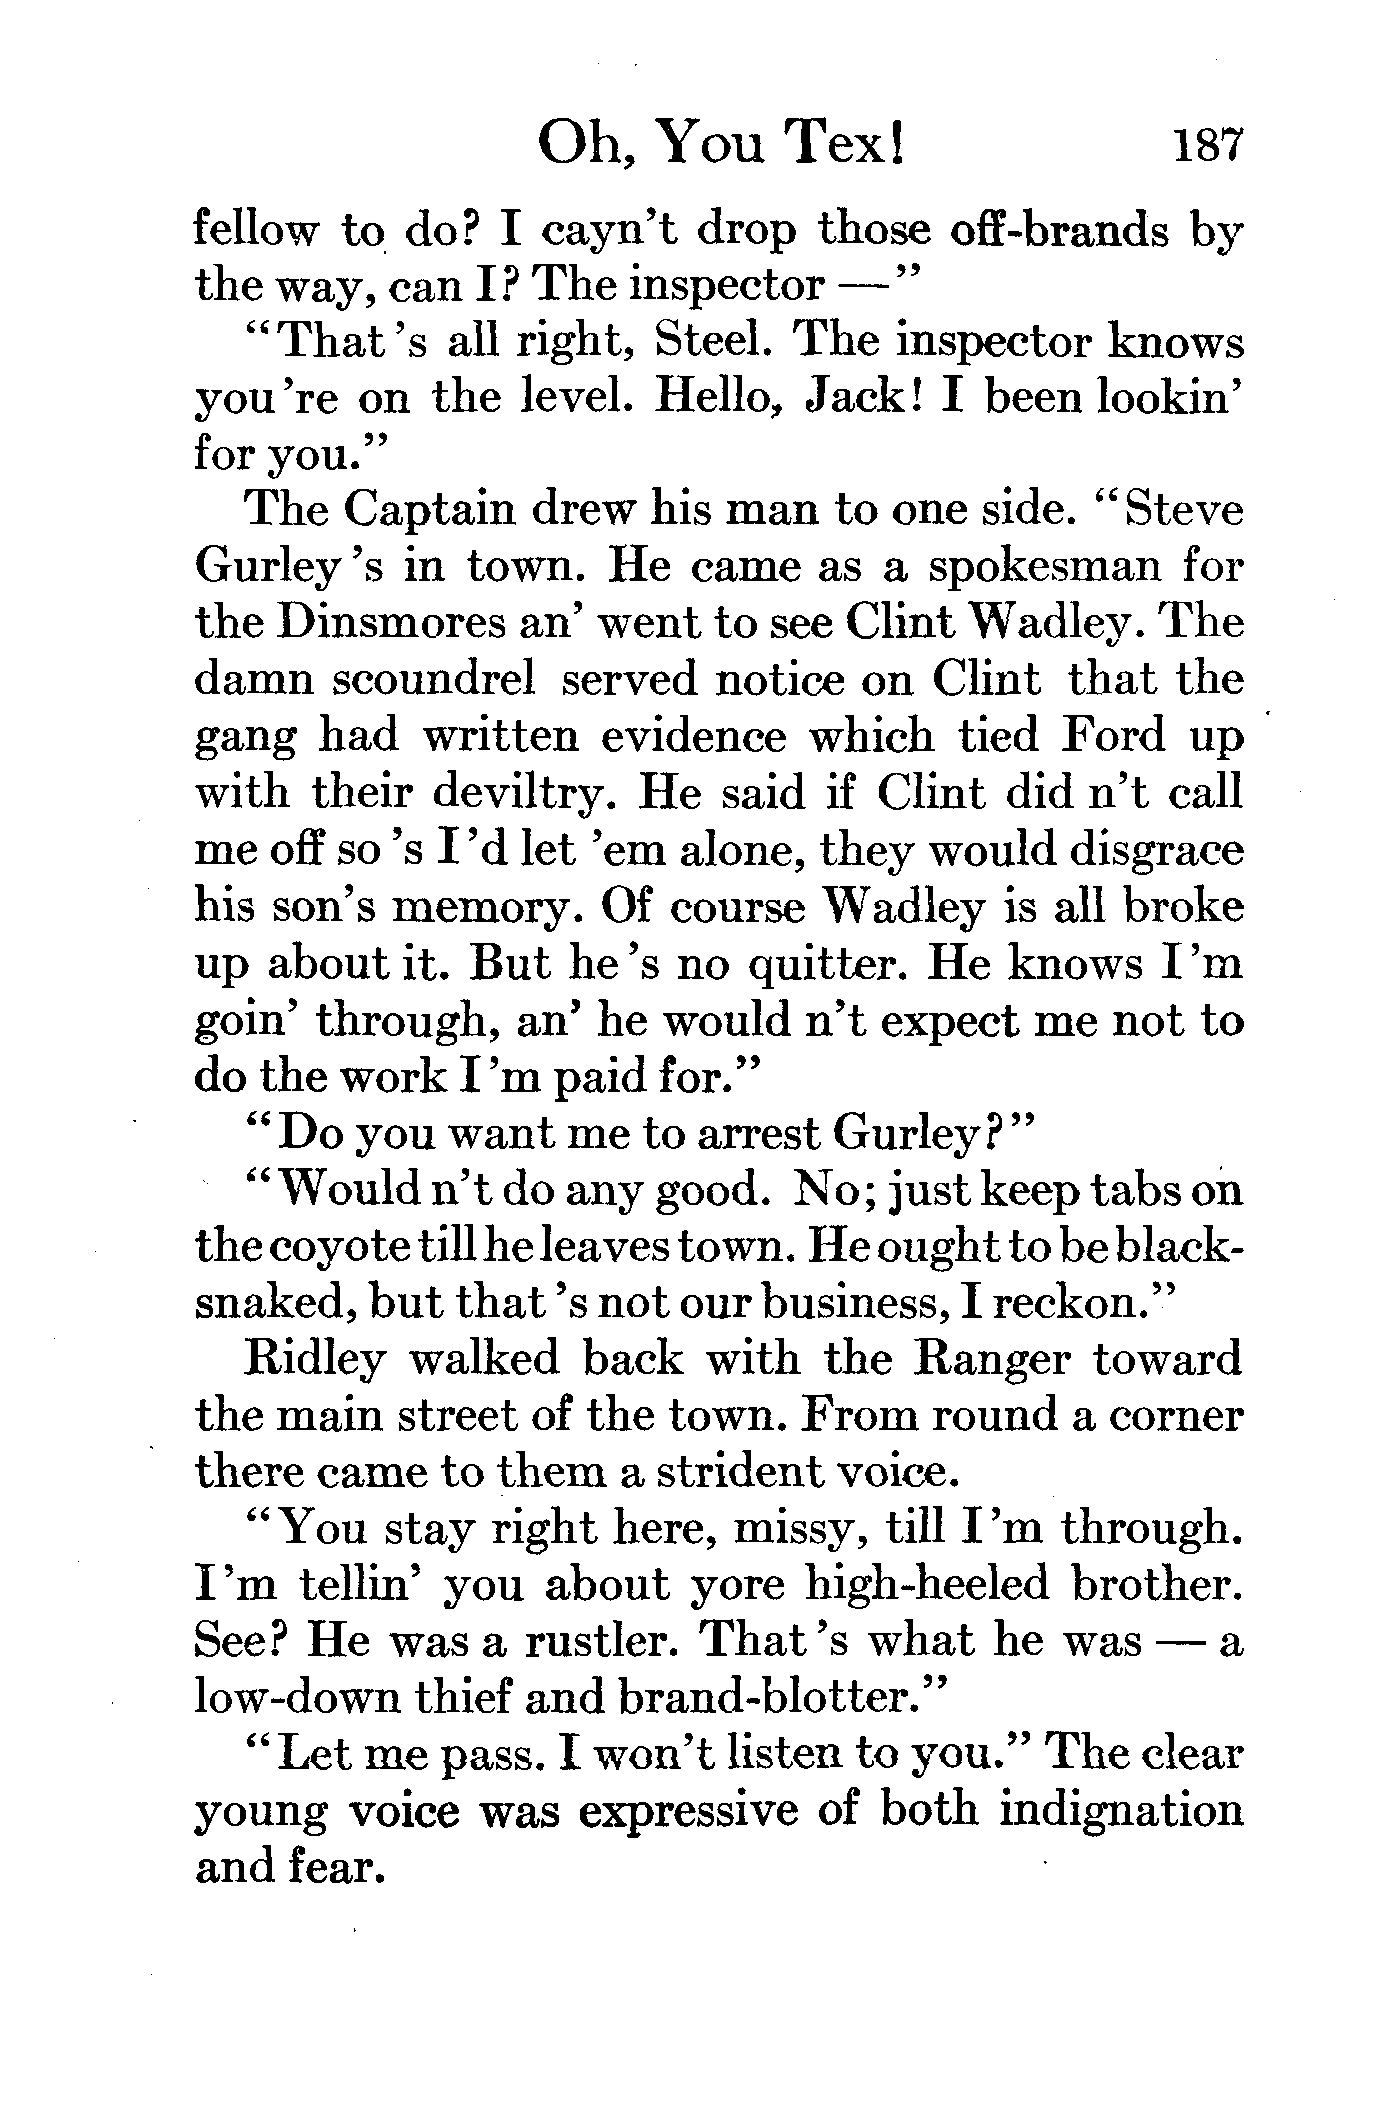 Oh, You Tex! 187
fellow to do? I cayn't drop those off-brands by
the way, can I? The inspector —"
"That 's all right, Steel. The inspector knows
you 're on the level. Hello, Jack! I been lookin'
for you."
The Captain drew his man to one side. "Steve
Gurley 's in town. He came as a spokesman for
the Dinsmores an' went to see Clint Wadley. The
damn scoundrel served notice on Clint that the
gang had written evidence which tied Ford up
with their deviltry. He said if Clint did n't call
me off so 's I 'd let 'em alone, they would disgrace
his son's memory. Of course Wadley is all broke
up about it. But he 's no quitter. He knows I 'm
goin' through, an' he would n't expect me not to
do the work I 'm paid for."
"Do you want me to arrest Gurley?"
"Would n't do any good. No; just keep tabs on
the coyote till he leaves town. He ought to be black-
snaked, but that 's not our business, I reckon."
Ridley walked back with the Ranger toward
the main street of the town. From round a corner
there came to them a strident voice.
"You stay right here, missy, till I 'm through.
I 'm tellin' you about yore high-heeled brother.
See? He was a rustler. That 's what he was — a
low-down thief and brand-blotter."
"Let me pass. I won't listen to you." The clear
young voice was expressive of both indignation
and fear.